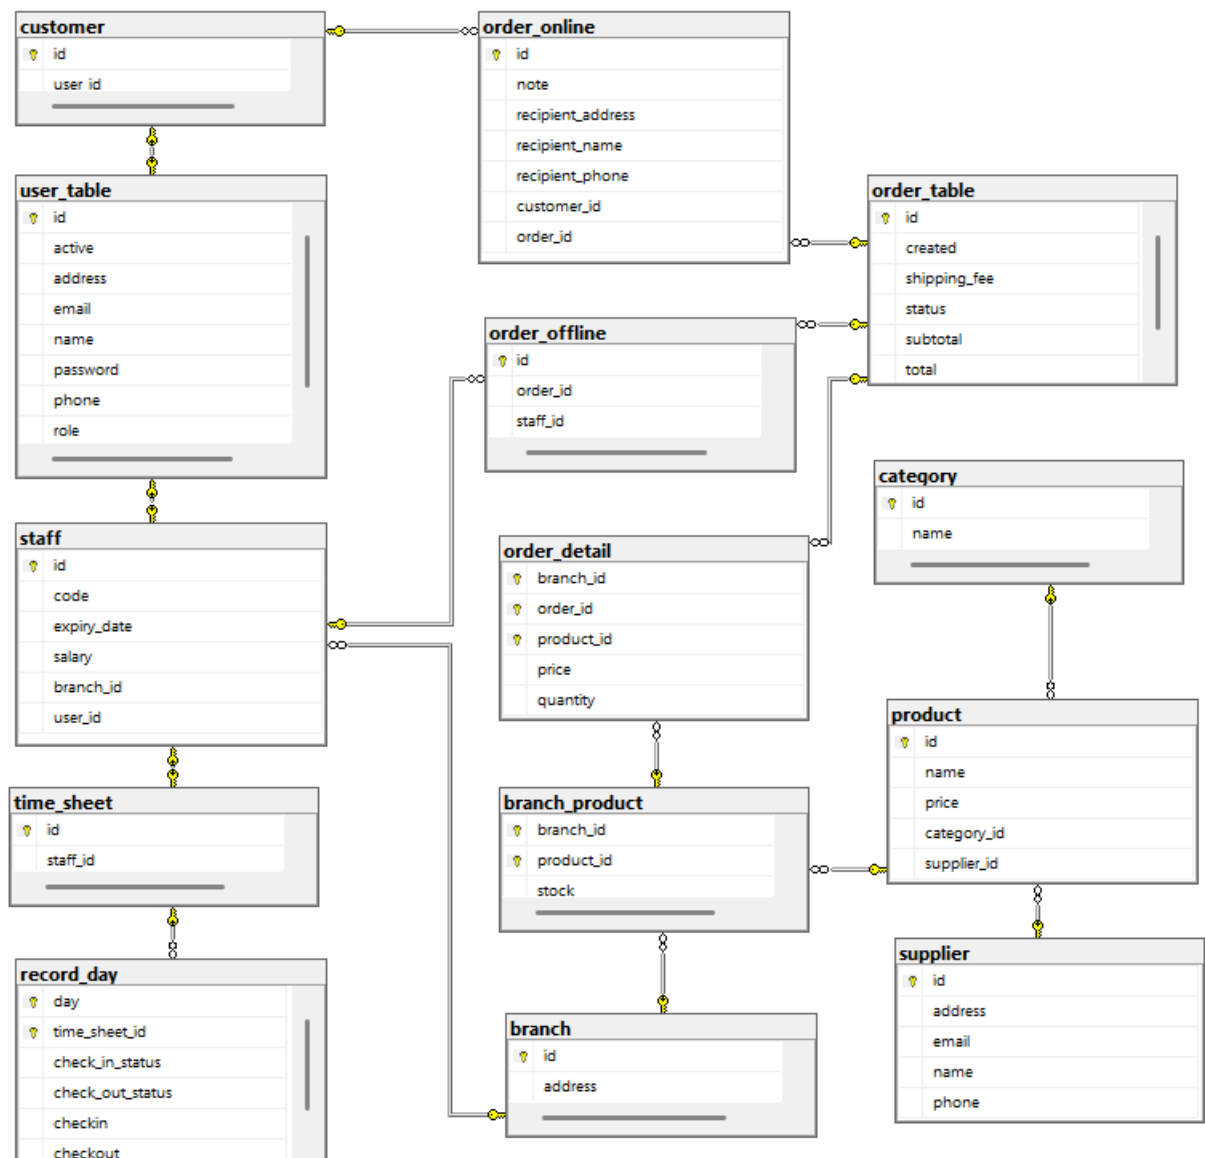 customer
id
user_id
user_table
id
active
address
email
name
password
phone
role
staff
id
code
expiry_date
salary
branch_id
user_id
time_sheet
id
staff_id
record_day
day
time_sheet_id
check_in_status
check_out_status
checkin
checkout
order_online
id
note
recipient_address
recipient_name
recipient_phone
customer_id
order_id
order_offline
id
order_id
staff_id
order_detail
branch_id
order_id
product_id
price
quantity
branch_product
branch_id
product_id
stock
branch
id
address
order_table
id
created
shipping_fee
status
subtotal
total
category
id
name
product
id
name
price
category_id
supplier_id
supplier
id
address
email
name
phone